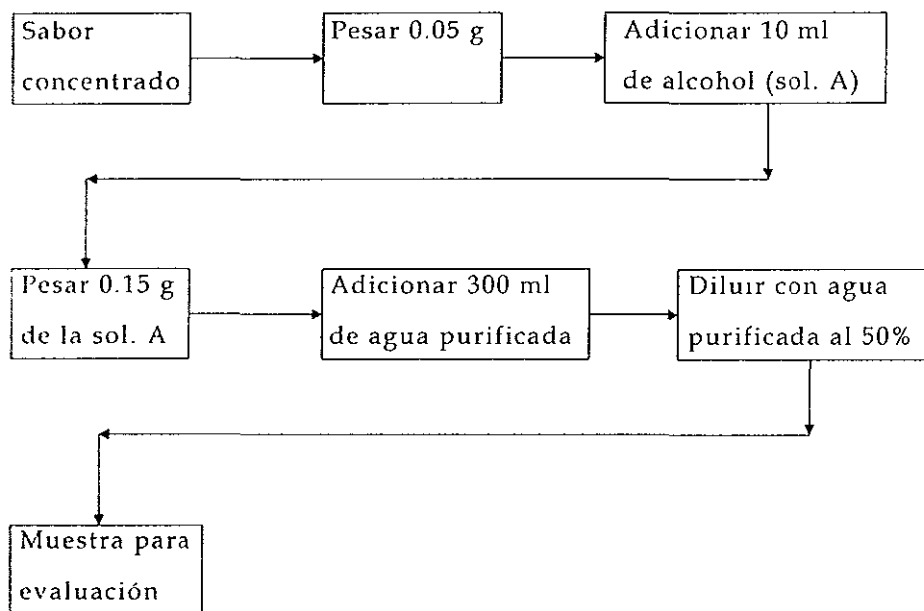 Sabor
concentrado
Pesar 0.05 g
Adicionar 10 ml
de alcohol (sol. A)
Pesar 0.15 g
de la sol. A
Adicionar 300 ml
de agua purificada
Diluir con agua
purificada al 50%
Muestra para
evaluación